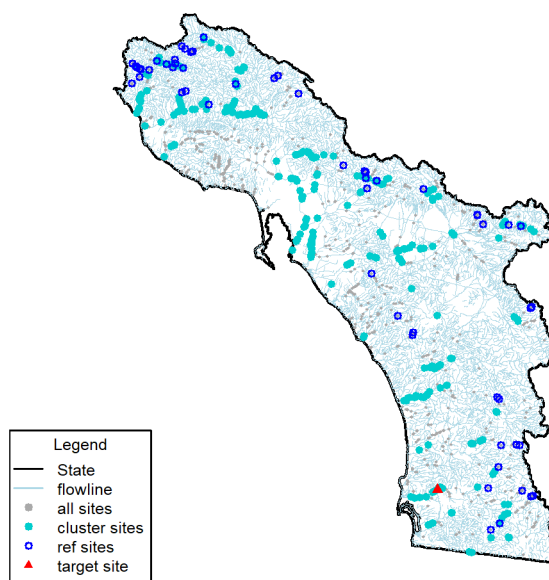 Legend
State
flowline
all sites
cluster sites
ref sites
target site